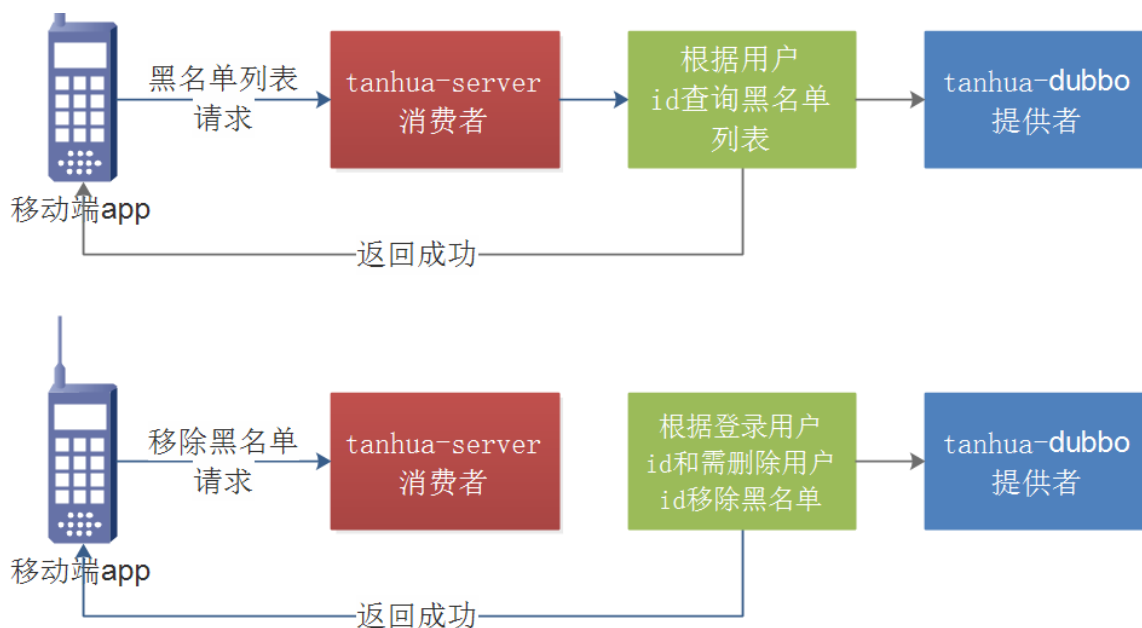 黑名单列表
请求
tanhua-server
消费者
根据用户
id查询黑名单
列表
tanhua-dubbo
提供者
移动端app
返回成功
移除黑名单
请求
tanhua-server
消费者
根据登录用户
id和需删除用户
id移除黑名单
tanhua-dubbo
提供者
移动端app
返回成功